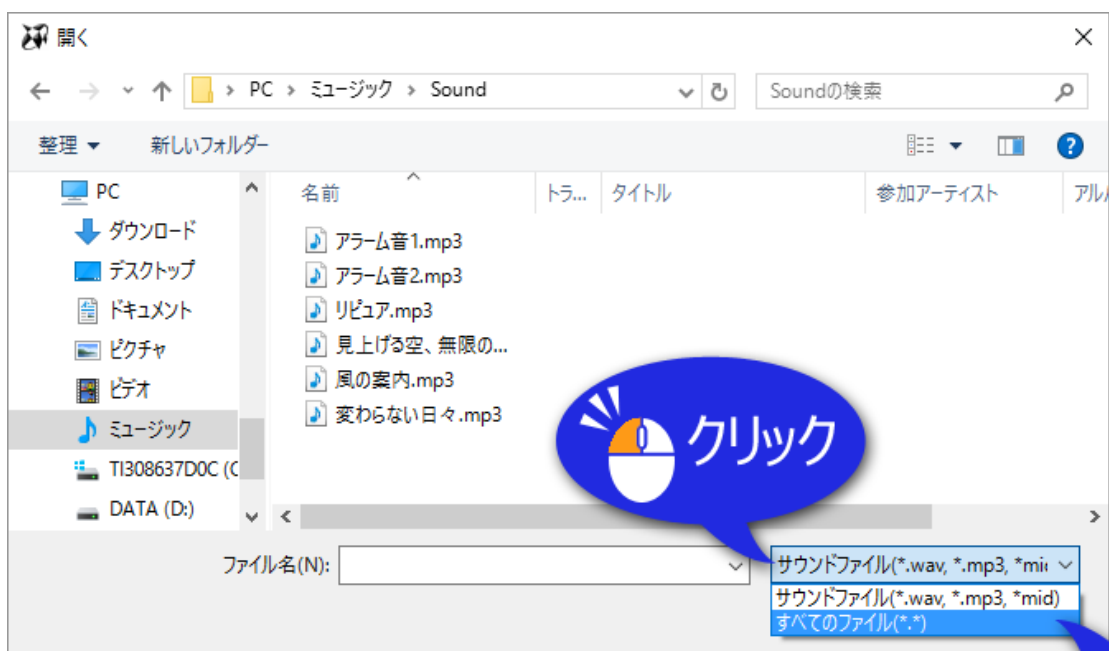 開く
PC > ミュージック > Sound
Soundの検索
整理 新しいフォルダー
PC
ダウンロード
デスクトップ
ドキュメント
ピクチャ
ビデオ
ミュージック
TI308637D0C (C
DATA (D:)
名前 トラ... タイトル 参加アーティスト アル
アラーム音1.mp3
アラーム音2.mp3
リピュア.mp3
見上げる空、無限の...
風の案内.mp3
変わらない日々.mp3
クリック
ファイル名(N):
サウンドファイル(*.wav, *.mp3, *mi
サウンドファイル(*.wav, *.mp3, *mid)
すべてのファイル(*.*)